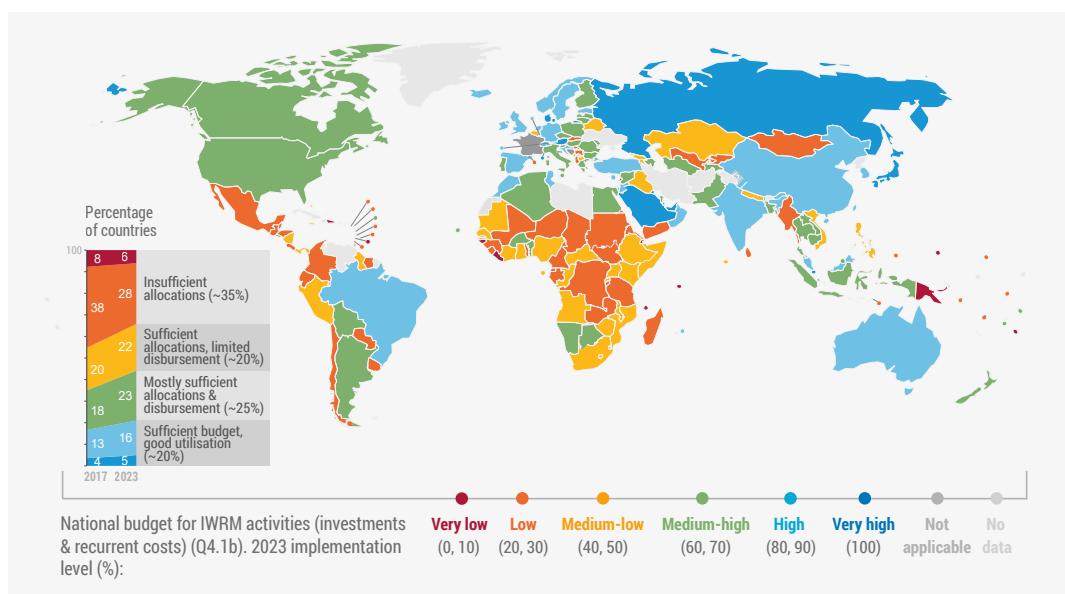 Percentage
of countries
100
8
6
38
28
20
22
18
23
13
16
4
5
Insufficient
allocations (~35%)
Sufficient
allocations, limited
disbursement (~20%)
Mostly sufficient
allocations &
disbursement (~25%)
Sufficient budget,
good utilisation
(~20%)
2017 2023
National budget for IWRM activities (investments
& recurrent costs) (Q4.1b). 2023 implementation
level (%):
Very low
(0, 10)
Low
(20, 30)
Medium-low
(40, 50)
Medium-high
(60, 70)
High
(80, 90)
Very high
(100)
Not
applicable
No
data